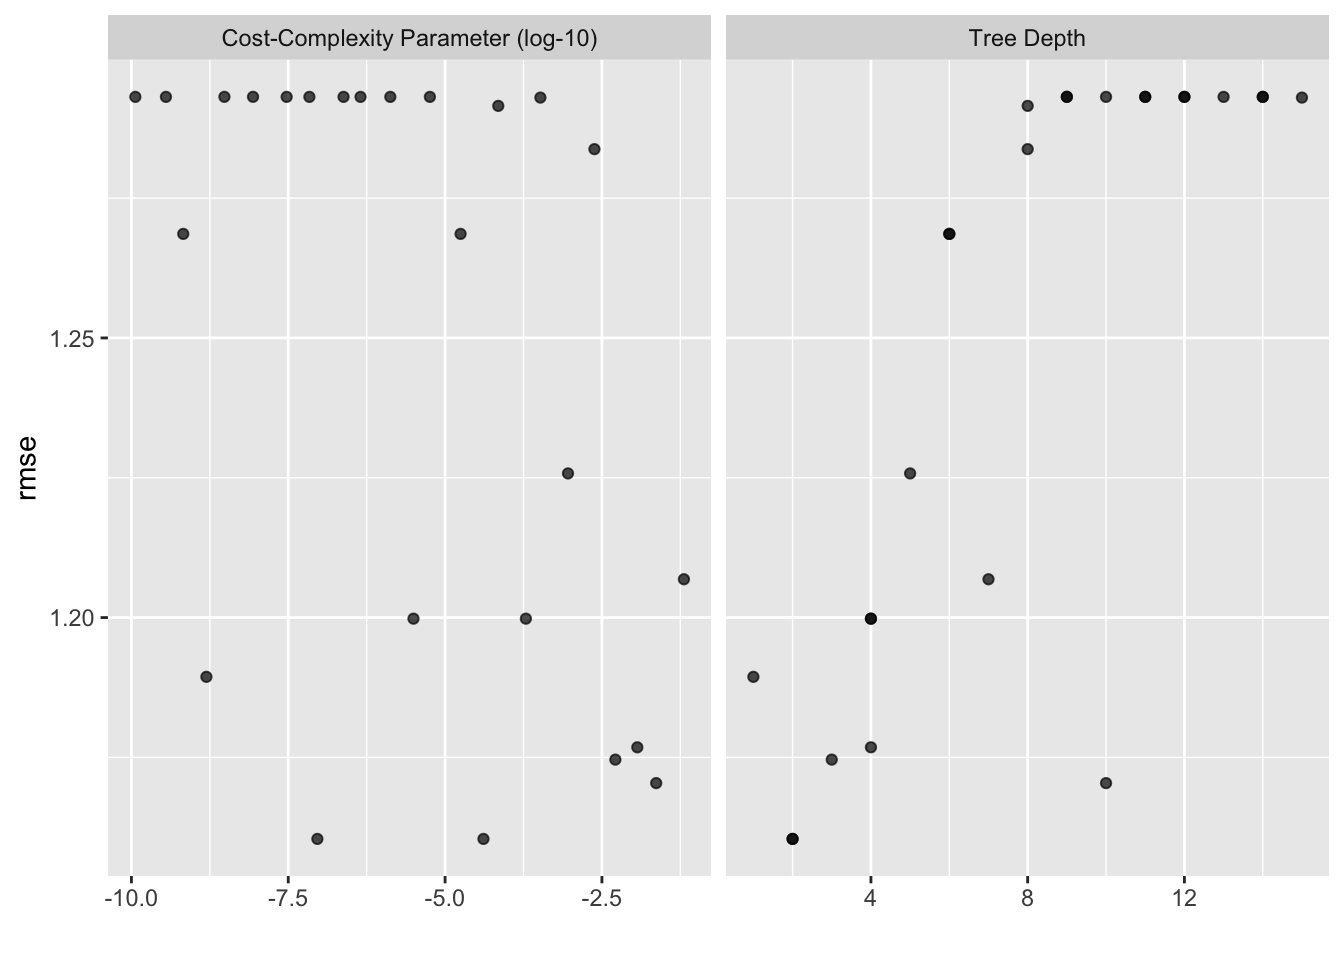 Cost-Complexity Parameter (log-10)
Tree Depth
rmse
1.25
1.20
-10.0 -7.5 -5.0 -2.5
4 8 12